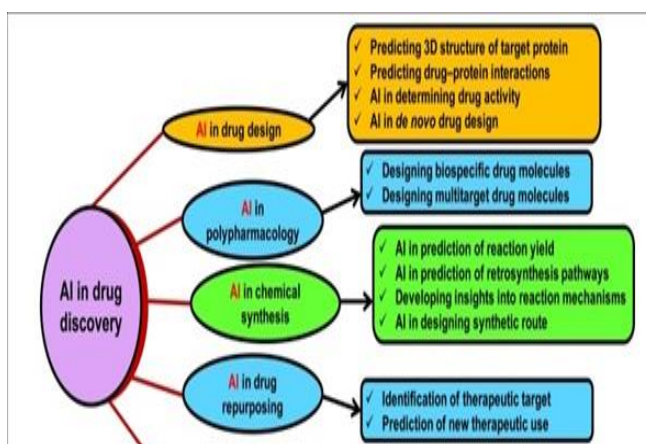 AI in drug
discovery
AI in drug design
✓ Predicting 3D structure of target protein
✓ Predicting drug–protein interactions
✓ AI in determining drug activity
✓ AI in de novo drug design
AI in
polypharmacology
✓ Designing biospecific drug molecules
✓ Designing multitarget drug molecules
AI in chemical
synthesis
✓ AI in prediction of reaction yield
✓ AI in prediction of retrosynthesis pathways
✓ Developing insights into reaction mechanisms
✓ AI in designing synthetic route
AI in drug
repurposing
✓ Identification of therapeutic target
✓ Prediction of new therapeutic use